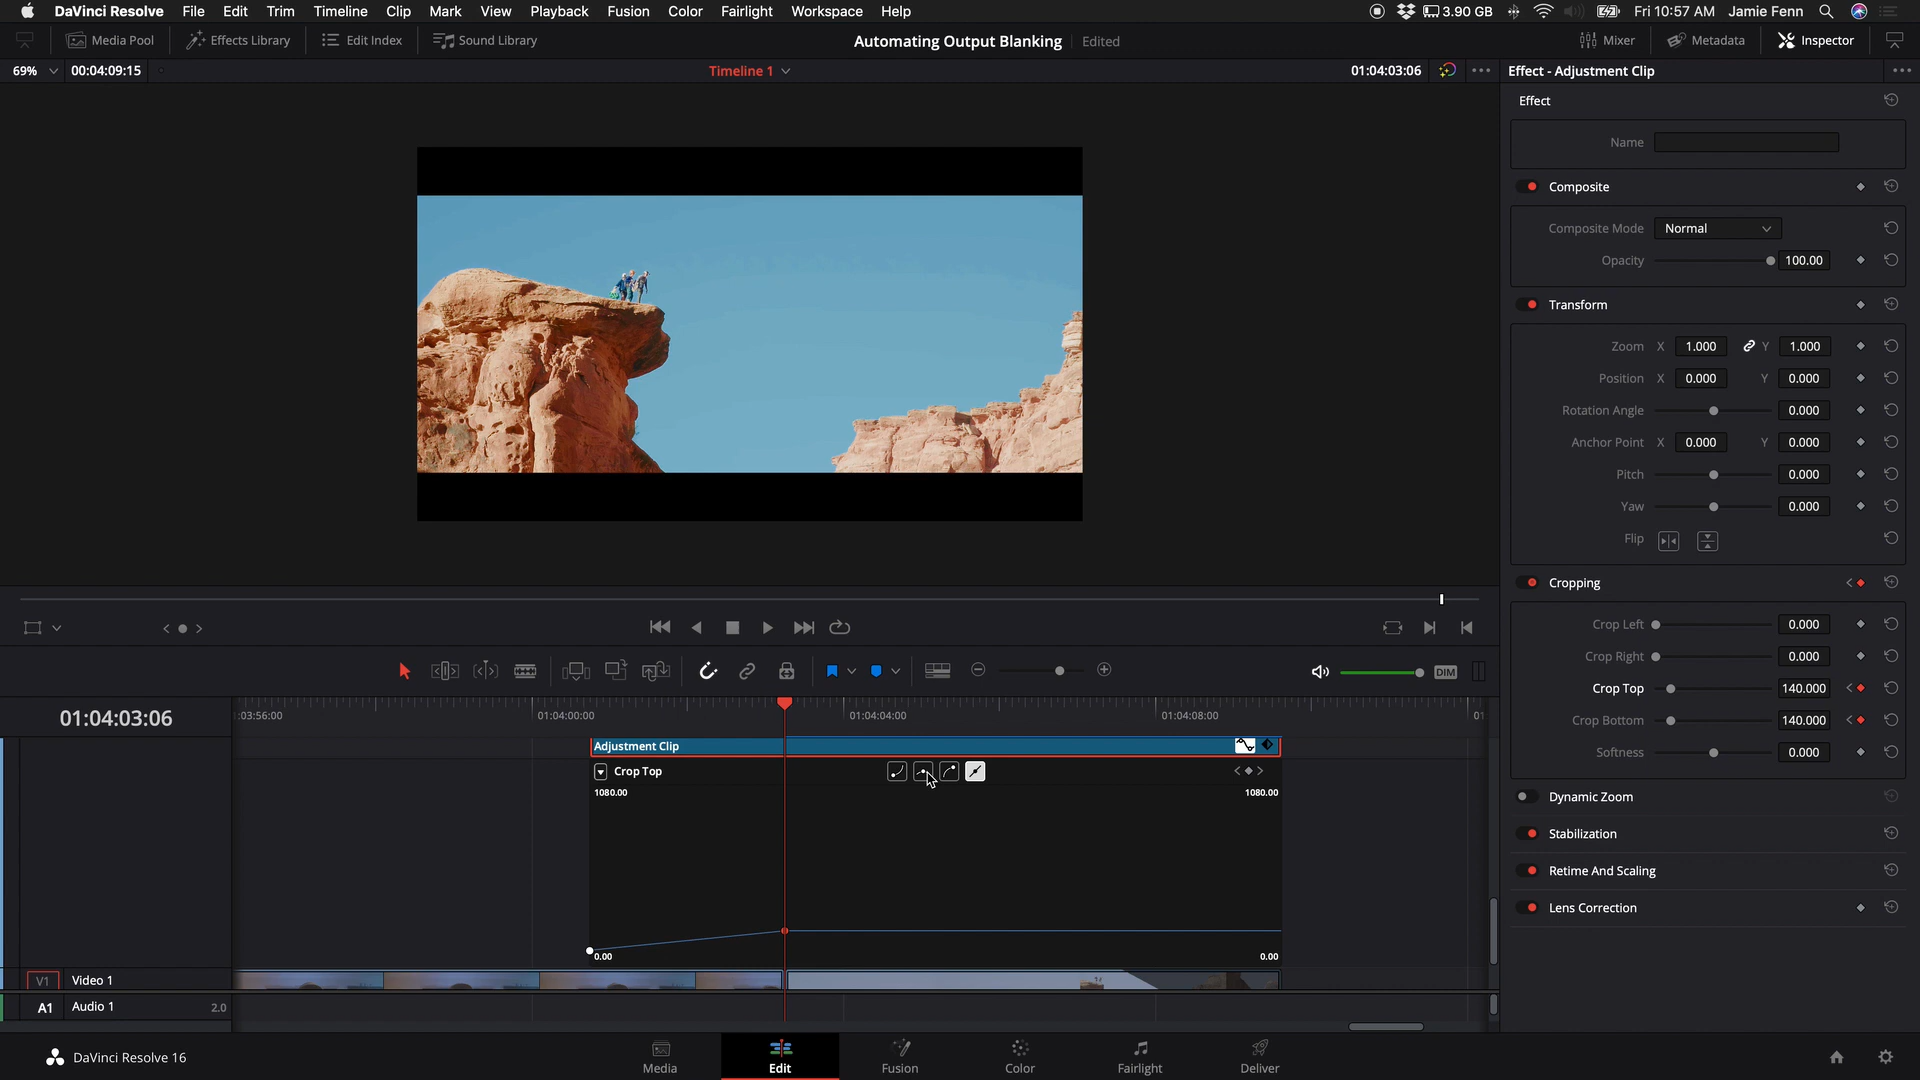 DaVinci Resolve File Edit Trim Timeline Clip Mark View Playback Fusion Color Fairlight Workspace Help 3.90 GB Fri 10:57 AM Jamie Fenn
Media Pool Effects Library Edit Index Sound Library Automating Output Blanking Edited Mixer Metadata Inspector
69% 00:04:09:15 Timeline 1 01:04:03:06 Effect - Adjustment Clip
Effect
Name
Composite
Composite Mode Normal
Opacity 100.00
Transform
Zoom X 1.000 Y 1.000
Position X 0.000 Y 0.000
Rotation Angle 0.000
Anchor Point X 0.000 Y 0.000
Pitch 0.000
Yaw 0.000
Flip
Cropping
Crop Left 0.000
Crop Right 0.000
Crop Top 140.000
Crop Bottom 140.000
Softness 0.000
Dynamic Zoom
Stabilization
Retime And Scaling
Lens Correction
DIM
01:04:03:06 :03:56:00 01:04:00:00 01:04:04:00 01:04:08:00 01
Adjustment Clip
Crop Top
1080.00 1080.00
0.00 0.00
V1 Video 1
A1 Audio 1 2.0
DaVinci Resolve 16 Media Edit Fusion Color Fairlight Deliver